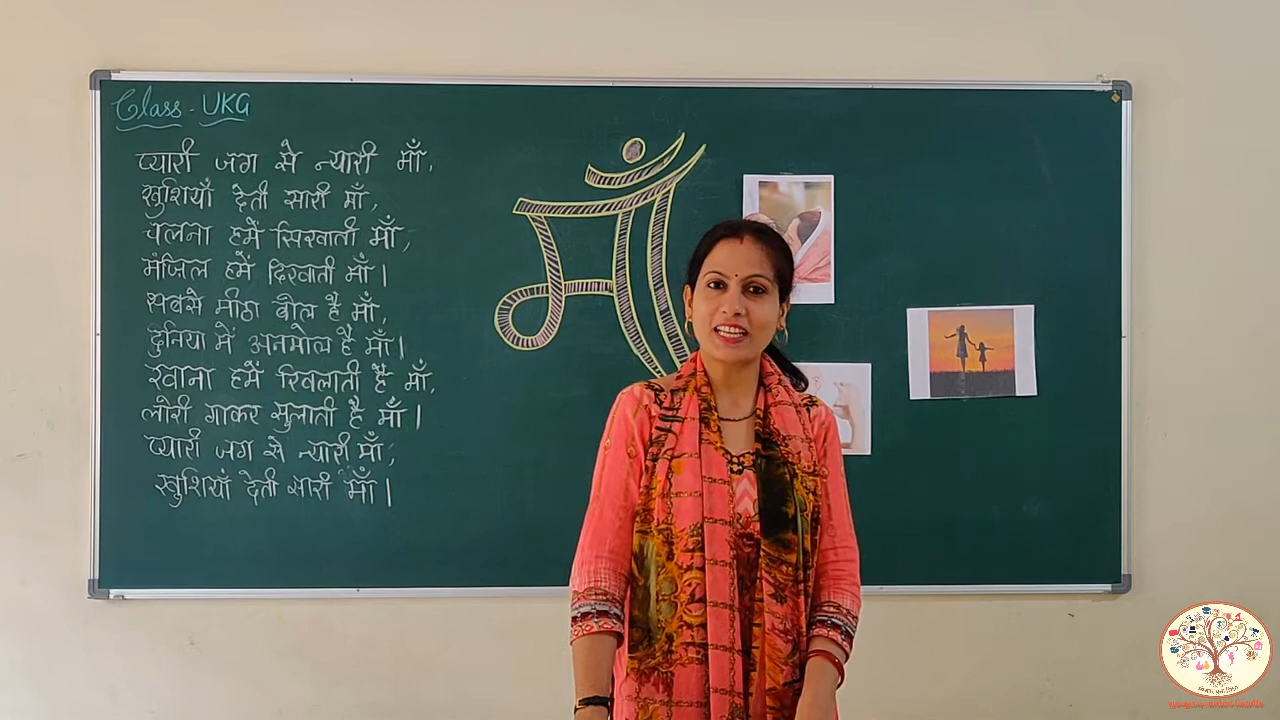 Class - UKG
प्यारी जग से न्यारी माँ,
खुशियाँ देती सारी माँ,
चलना हमें सिखाती माँ,
मंजिल हमें दिखाती माँ।
सबसे मीठा बोल है माँ,
दुनिया में अनमोल है माँ।
खाना हमें खिलाती है माँ,
लोरी गाकर सुलाती है माँ।
प्यारी जग से न्यारी माँ,
खुशियाँ देती सारी माँ।
माँ